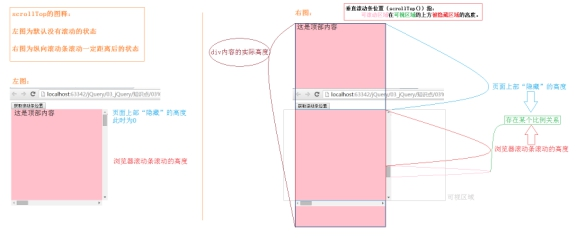 scrollTop的图释：
左图为默认没有滚动的状态
右图为纵向滚动条滚动一定距离后的状态
左图：
localhost:63342/jQuery/03_jQuery/
获取滚动条位置
这是顶部内容
页面上部“隐藏”的高度
此时为0
浏览器滚动条滚动的高度
右图：
垂直滚动条位置（scrollTop()）指：
在可视区域的上方被隐藏区域的高度。
div内容的实际高度
这是顶部内容
localhost:63342/jQuery/03_jQuery/
获取滚动条位置
页面上部“隐藏”的高度
存在某个比例关系
浏览器滚动条滚动的高度
可视区域